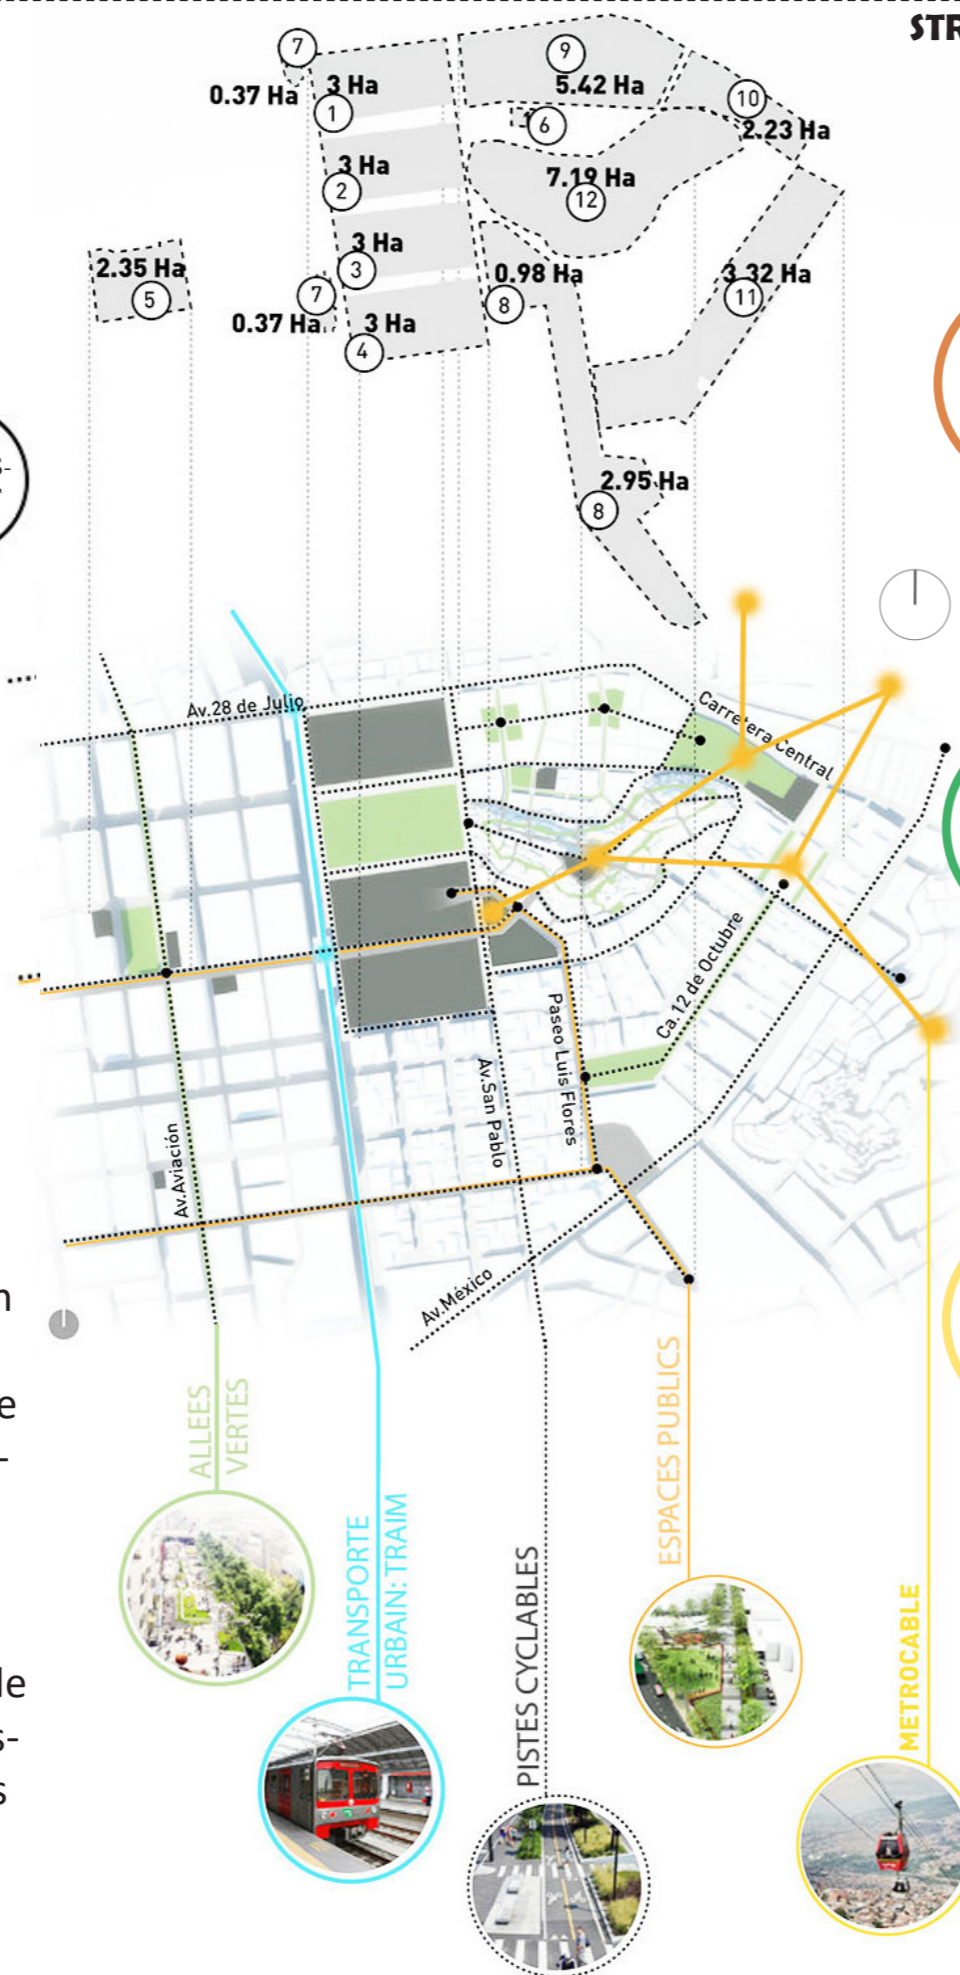 STR
7
9
3 Ha
5.42 Ha
0.37 Ha
1
10
6
2.23 Ha
3 Ha
7.19 Ha
2
12
3 Ha
2.35 Ha
3
0.98 Ha
3.32 Ha
5
7
8
11
0.37 Ha
3 Ha
4
s-
2.95 Ha
8
Av.28 de Julio
Carretera Central
Ca. 12 de Octubre
Paseo Luis Flores
Av.San Pablo
Av.Aviación
Av.México
n
e
-
de
s-
s
ALLEES
VERTES
TRANSPORTE
URBAIN: TRAIM
PISTES CYCLABLES
ESPACES PUBLICS
METROCABLE